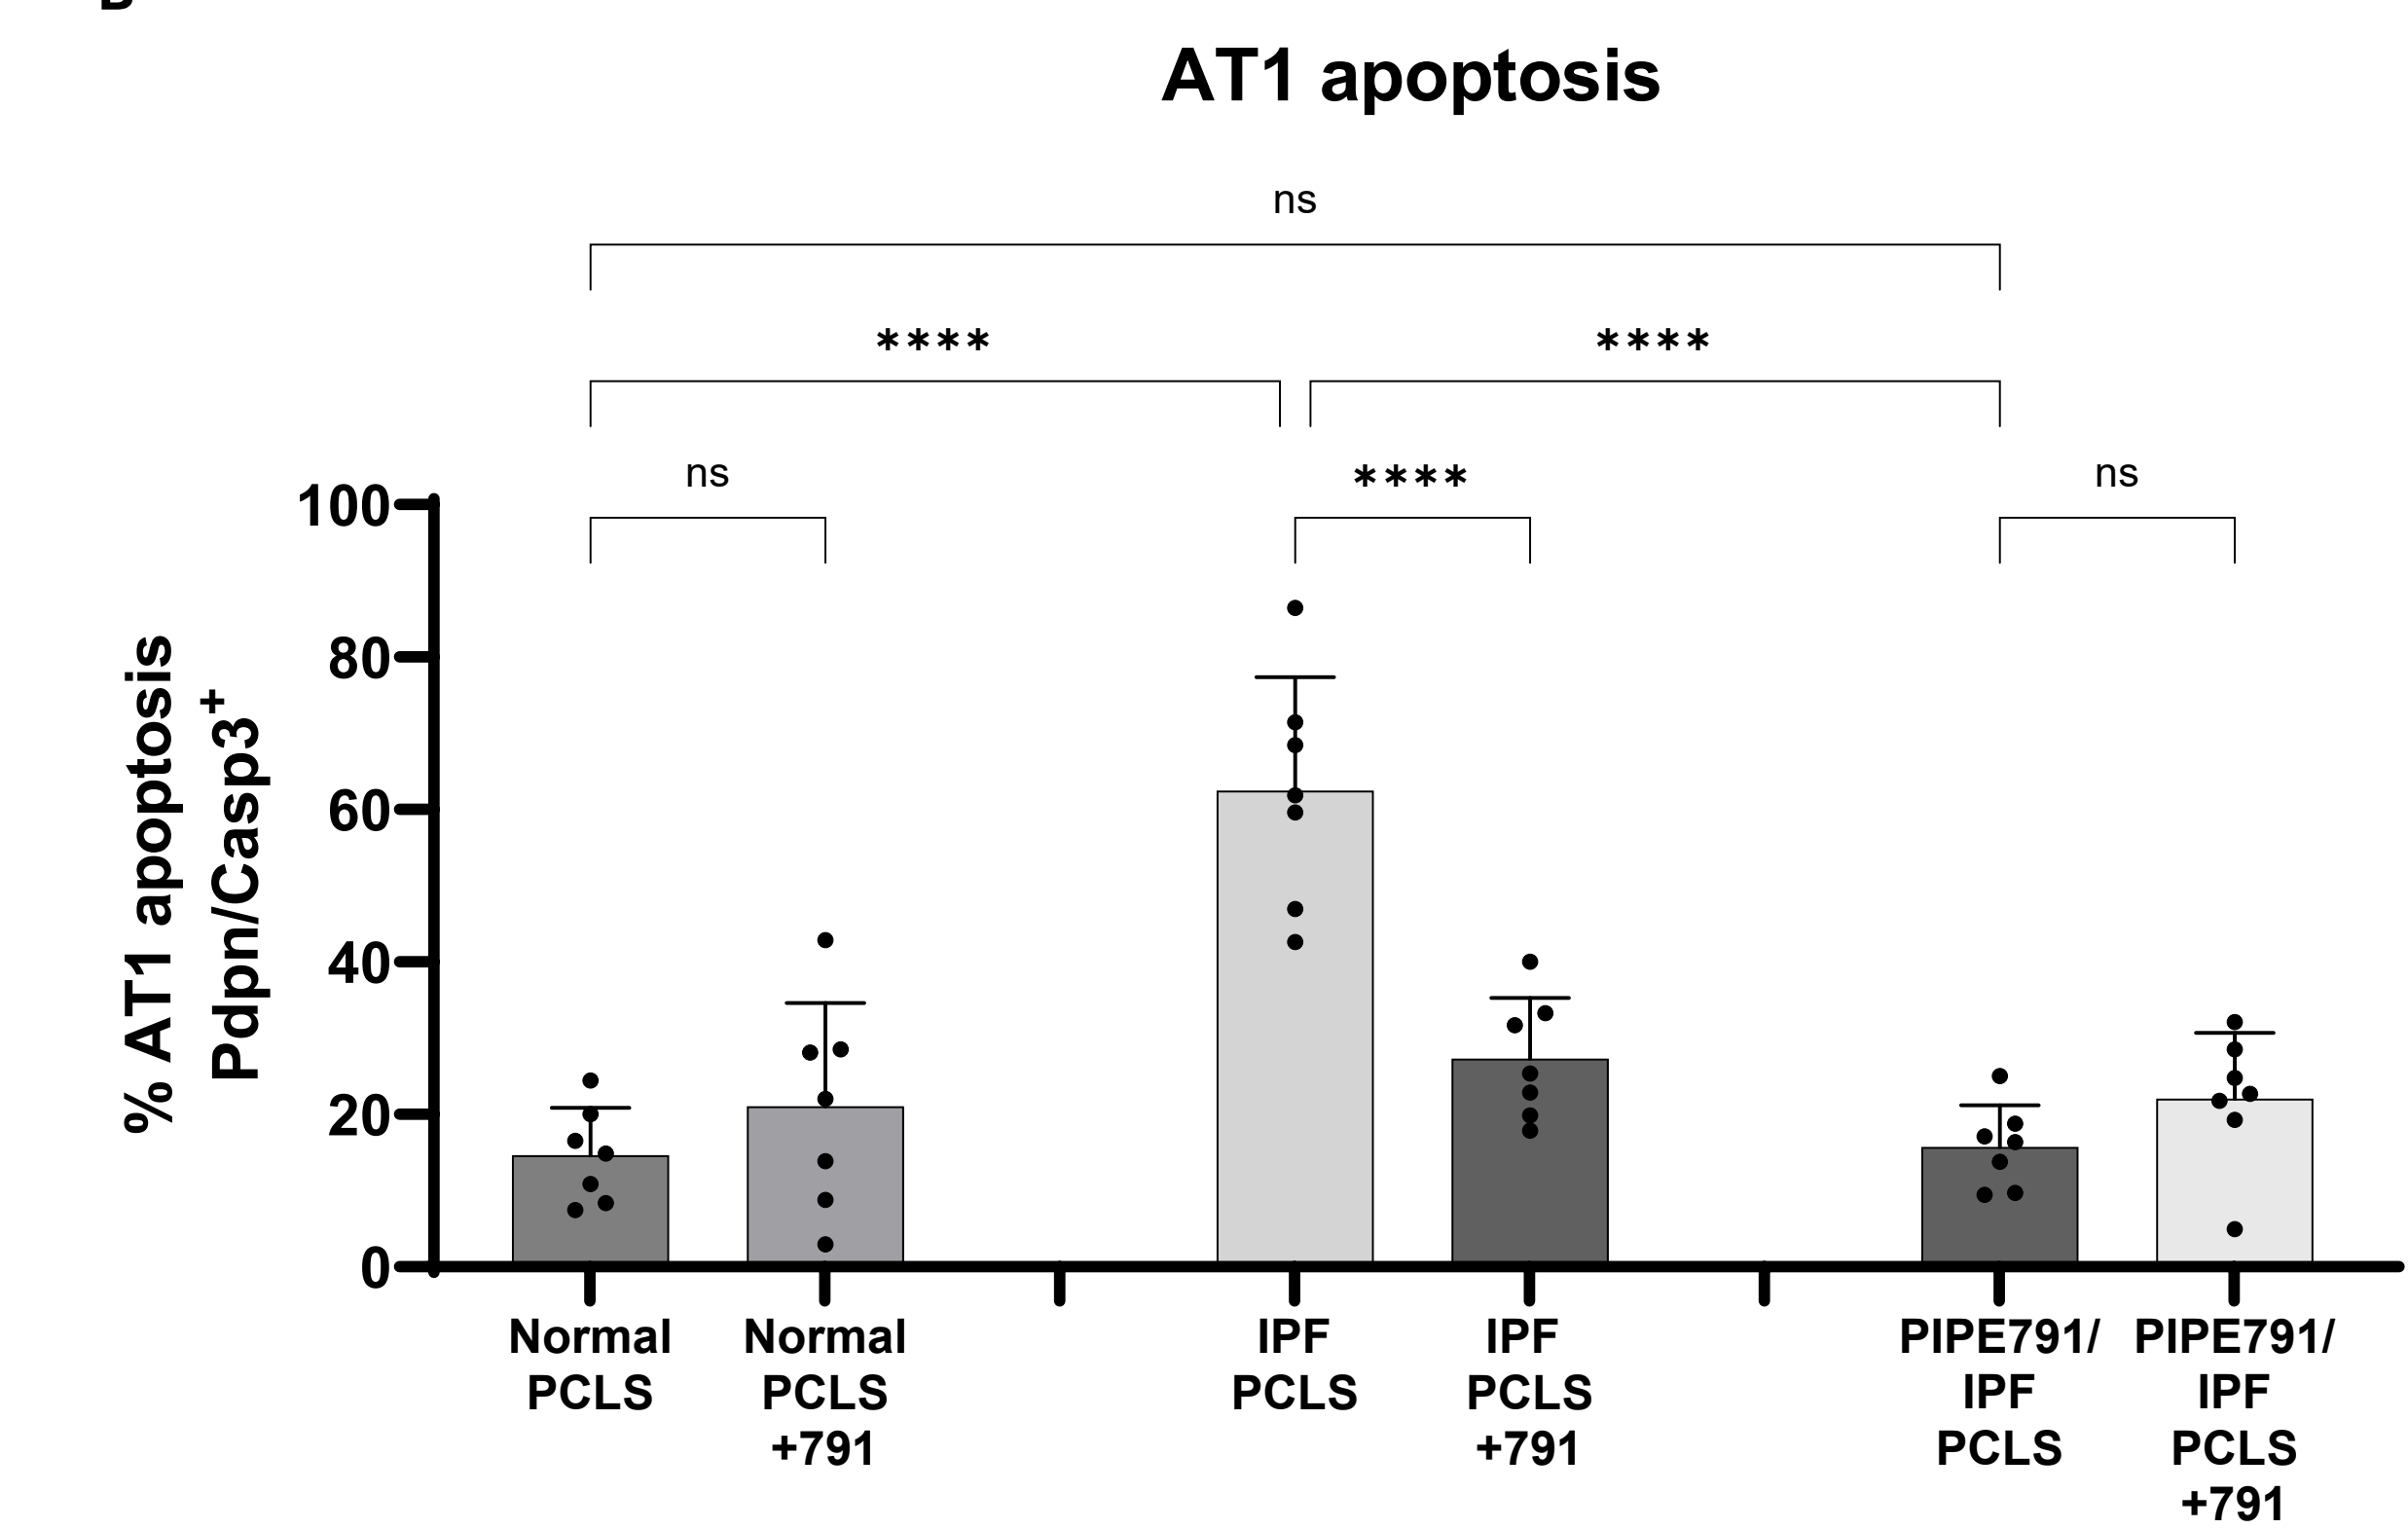 AT1 apoptosis
ns
**** ****
ns **** ns
100
80
60
40
20
0
% AT1 apoptosis
Pdpn/Casp3+
Normal
PCLS
Normal
PCLS
+791
IPF
PCLS
IPF
PCLS
+791
PIPE791/
IPF
PCLS
PIPE791/
IPF
PCLS
+791